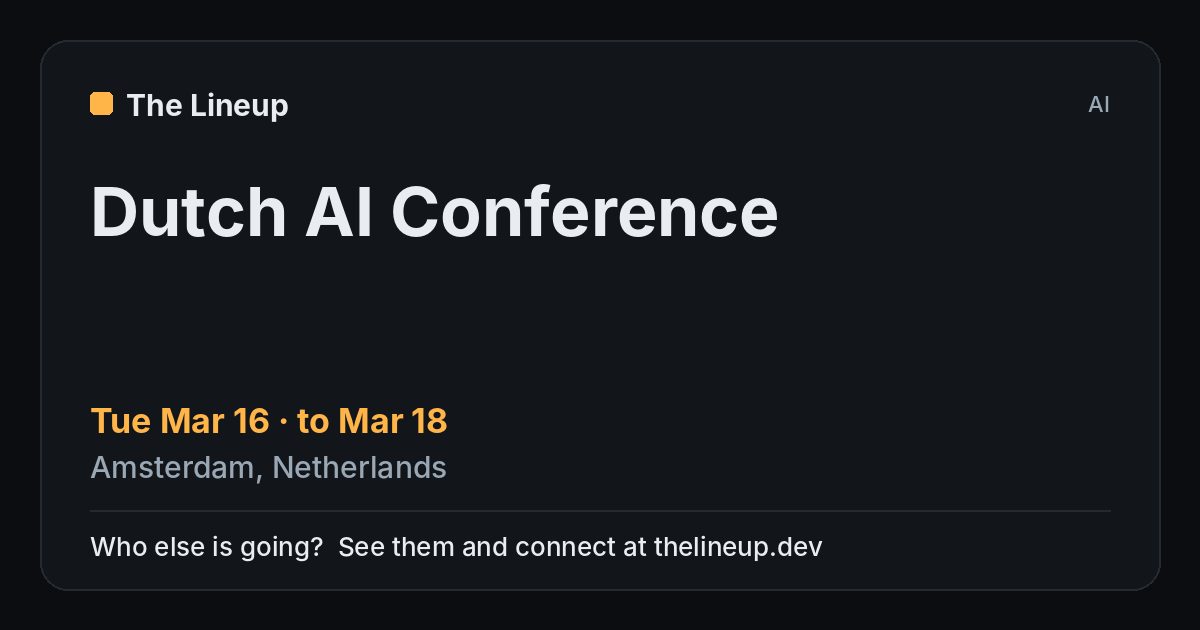 The Lineup
AI
Dutch AI Conference
Tue Mar 16 · to Mar 18
Amsterdam, Netherlands
Who else is going? See them and connect at thelineup.dev